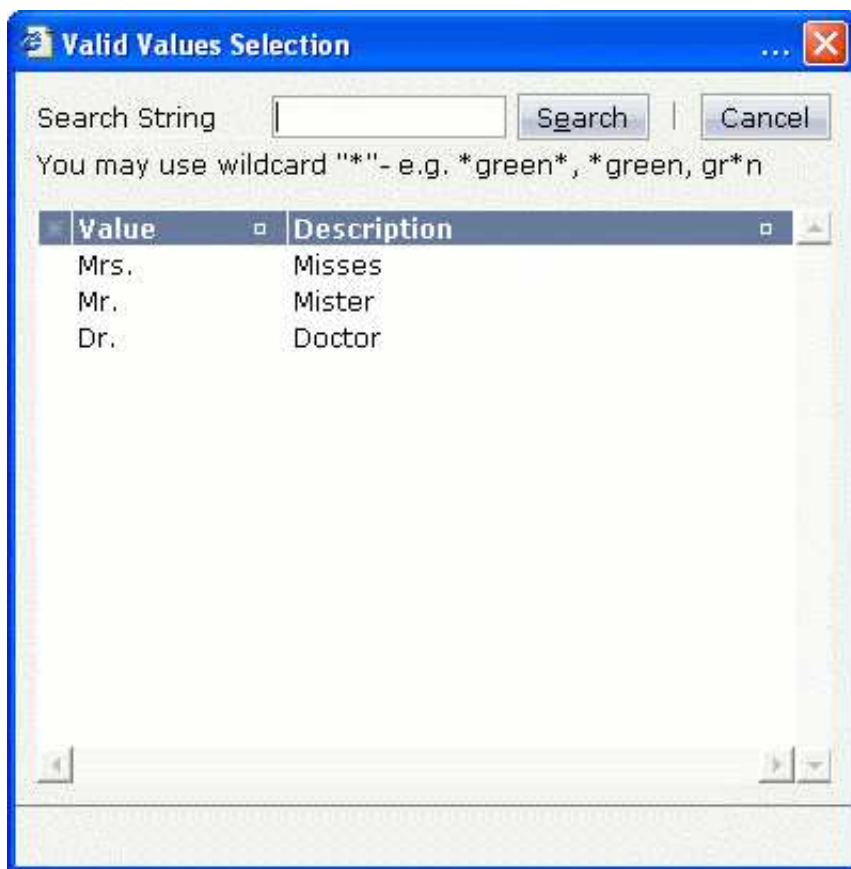 Valid Values Selection ...
Search String Search | Cancel
You may use wildcard "*"- e.g. *green*, *green, gr*n
Value Description
Mrs. Misses
Mr. Mister
Dr. Doctor